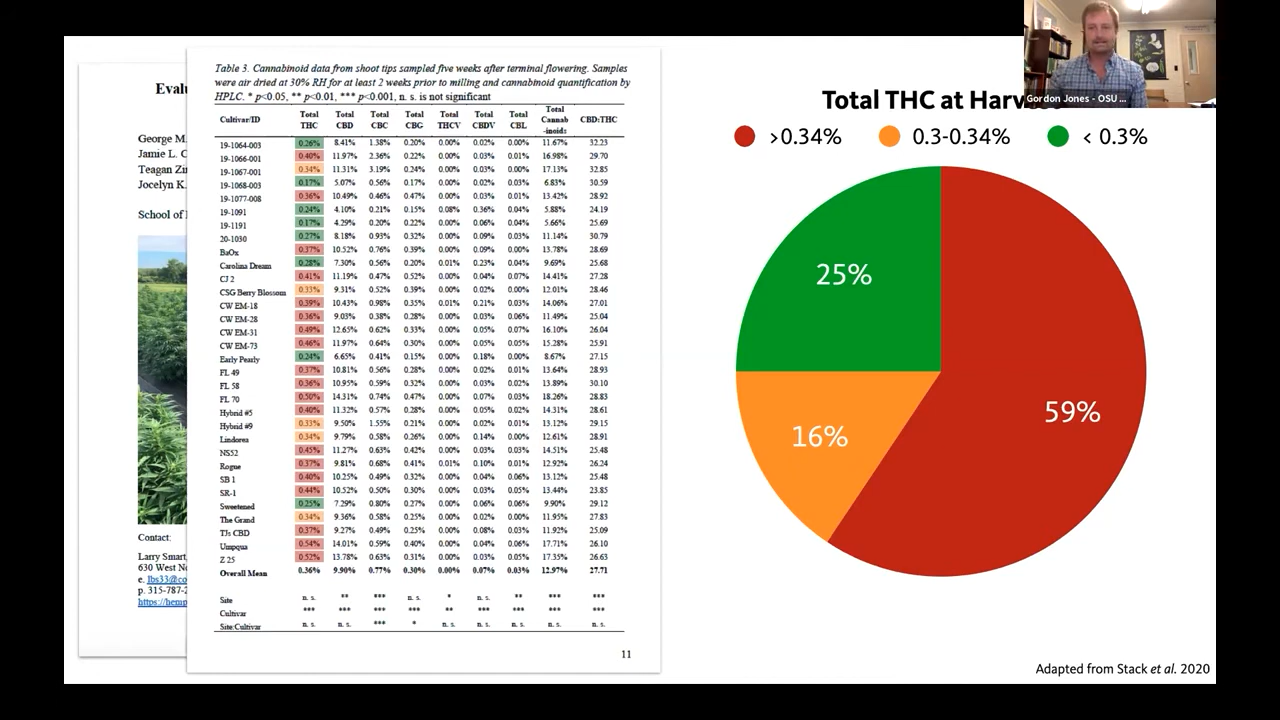 Evalu
George M.
Jamie L. C
Teagan Zin
Jocelyn K.
School of I
Contact:
Larry Smart,
630 West No
e. lbs33@co
p. 315-787-2
https://hemp
Table 3. Cannabinoid data from shoot tips sampled five weeks after terminal flowering. Samples
were air dried at 30% RH for at least 2 weeks prior to milling and cannabinoid quantification by
HPLC. * p<0.05, ** p<0.01, *** p<0.001, n. s. is not significant
Cultivar/ID Total THC Total CBD Total CBC Total CBG Total THCV Total CBDV Total CBL Total Cannab-inoids CBD:THC
19-1064-003 0.26% 8.41% 1.38% 0.20% 0.00% 0.02% 0.00% 11.67% 32.23
19-1066-001 0.40% 11.97% 2.36% 0.22% 0.00% 0.03% 0.01% 16.98% 29.70
19-1067-001 0.34% 11.31% 3.19% 0.24% 0.00% 0.03% 0.00% 17.13% 32.85
19-1068-003 0.17% 5.07% 0.56% 0.17% 0.00% 0.02% 0.03% 6.83% 30.59
19-1077-008 0.36% 10.49% 0.46% 0.47% 0.00% 0.03% 0.01% 13.42% 28.92
19-1091 0.24% 4.10% 0.21% 0.15% 0.08% 0.36% 0.04% 5.88% 24.19
19-1191 0.17% 4.29% 0.20% 0.22% 0.00% 0.06% 0.04% 5.66% 25.69
20-1030 0.27% 8.18% 0.93% 0.32% 0.00% 0.09% 0.03% 11.14% 30.79
BaOx 0.37% 10.52% 0.76% 0.39% 0.00% 0.09% 0.00% 13.78% 28.69
Carolina Dream 0.28% 7.30% 0.56% 0.20% 0.01% 0.23% 0.04% 9.69% 25.68
CJ 2 0.41% 11.19% 0.47% 0.52% 0.00% 0.04% 0.07% 14.41% 27.28
CSG Berry Blossom 0.33% 9.31% 0.52% 0.39% 0.00% 0.02% 0.00% 12.01% 28.46
CW EM-18 0.39% 10.43% 0.98% 0.35% 0.01% 0.21% 0.03% 14.06% 27.01
CW EM-28 0.36% 9.03% 0.38% 0.28% 0.00% 0.03% 0.06% 11.49% 25.04
CW EM-31 0.49% 12.65% 0.62% 0.33% 0.00% 0.05% 0.07% 16.10% 26.04
CW EM-73 0.46% 11.97% 0.64% 0.30% 0.00% 0.05% 0.05% 15.28% 25.91
Early Pearly 0.24% 6.65% 0.41% 0.15% 0.00% 0.18% 0.00% 8.67% 27.15
FL 49 0.37% 10.81% 0.56% 0.28% 0.00% 0.02% 0.01% 13.64% 28.93
FL 58 0.36% 10.95% 0.59% 0.32% 0.00% 0.03% 0.02% 13.89% 30.10
FL 70 0.50% 14.31% 0.74% 0.47% 0.00% 0.07% 0.03% 18.26% 28.83
Hybrid #5 0.40% 11.32% 0.57% 0.28% 0.00% 0.05% 0.02% 14.31% 28.61
Hybrid #9 0.33% 9.50% 1.55% 0.21% 0.00% 0.02% 0.01% 13.12% 29.15
Lindorea 0.34% 9.79% 0.58% 0.26% 0.00% 0.14% 0.00% 12.61% 28.91
NS52 0.45% 11.27% 0.63% 0.42% 0.00% 0.03% 0.03% 14.51% 25.48
Rogue 0.37% 9.81% 0.68% 0.41% 0.01% 0.10% 0.01% 12.92% 26.24
SB 1 0.40% 10.25% 0.49% 0.32% 0.00% 0.04% 0.06% 13.12% 25.48
SR-1 0.44% 10.52% 0.50% 0.30% 0.00% 0.03% 0.05% 13.44% 23.85
Sweetened 0.25% 7.29% 0.80% 0.27% 0.00% 0.06% 0.06% 9.90% 29.12
The Grand 0.34% 9.36% 0.58% 0.25% 0.00% 0.02% 0.00% 11.95% 27.83
TJs CBD 0.37% 9.27% 0.49% 0.25% 0.00% 0.08% 0.03% 11.92% 25.09
Umpqua 0.54% 14.01% 0.59% 0.40% 0.00% 0.04% 0.06% 17.71% 26.10
Z 25 0.52% 13.78% 0.63% 0.31% 0.00% 0.03% 0.05% 17.35% 26.63
Overall Mean 0.36% 9.90% 0.77% 0.30% 0.00% 0.07% 0.03% 12.97% 27.71
Site n. s. ** *** n. s. * n. s. ** *** ***
Cultivar *** *** *** *** ** *** *** *** ***
Site:Cultivar n. s. n. s. *** * n. s. n. s. n. s. n. s. n. s.
11
Total THC at Harv
Gordon Jones - OSU ...
>0.34% 0.3-0.34% < 0.3%
25%
59%
16%
Adapted from Stack et al. 2020